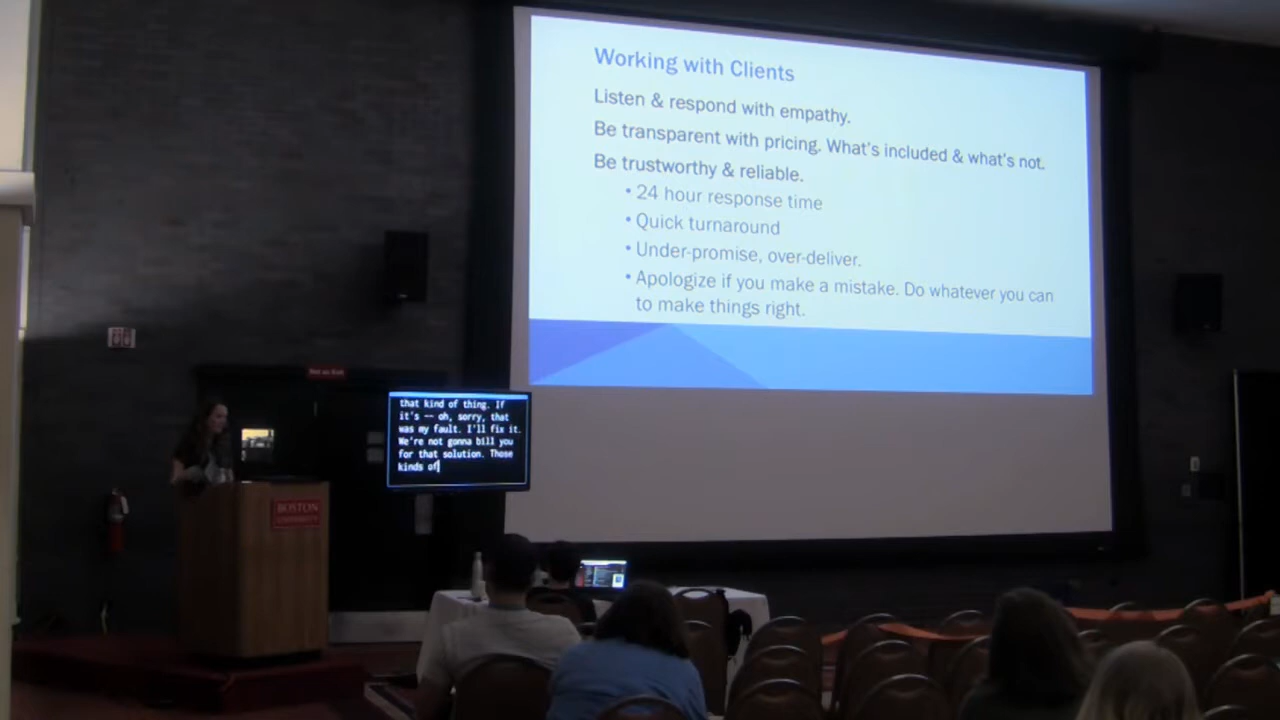 Working with Clients
Listen & respond with empathy.
Be transparent with pricing. What's included & what's not.
Be trustworthy & reliable.
• 24 hour response time
• Quick turnaround
• Under-promise, over-deliver.
• Apologize if you make a mistake. Do whatever you can
to make things right.
Not an Exit
that kind of thing. If
it's -- oh, sorry, that
was my fault. I'll fix it.
We're not gonna bill you
for that solution. Those
kinds of
BOSTON
UNIVERSITY